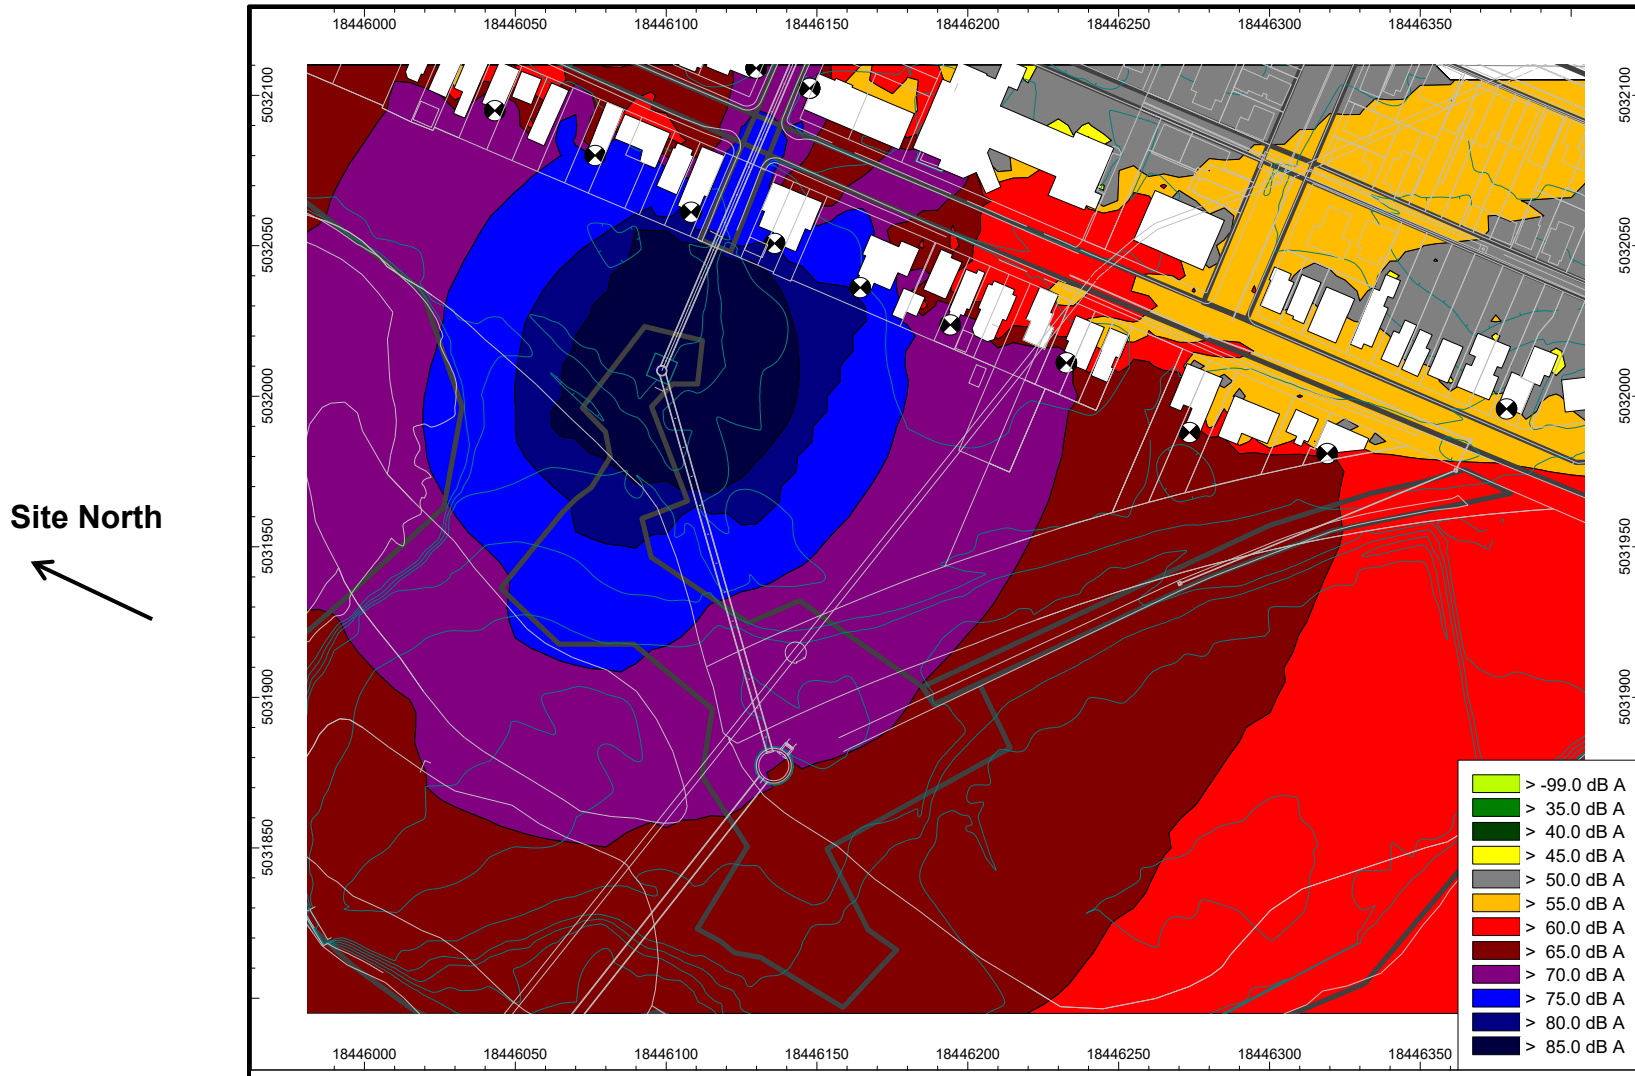 18446000 18446050 18446100 18446150 18446200 18446250 18446300 18446350
5032100 5032100
5032050 5032050
5032000 5032000
Site North
5031950 5031950
5031900 5031900
5031850
> -99.0 dB A
> 35.0 dB A
> 40.0 dB A
> 45.0 dB A
> 50.0 dB A
> 55.0 dB A
> 60.0 dB A
> 65.0 dB A
> 70.0 dB A
> 75.0 dB A
> 80.0 dB A
> 85.0 dB A
18446000 18446050 18446100 18446150 18446200 18446250 18446300 18446350